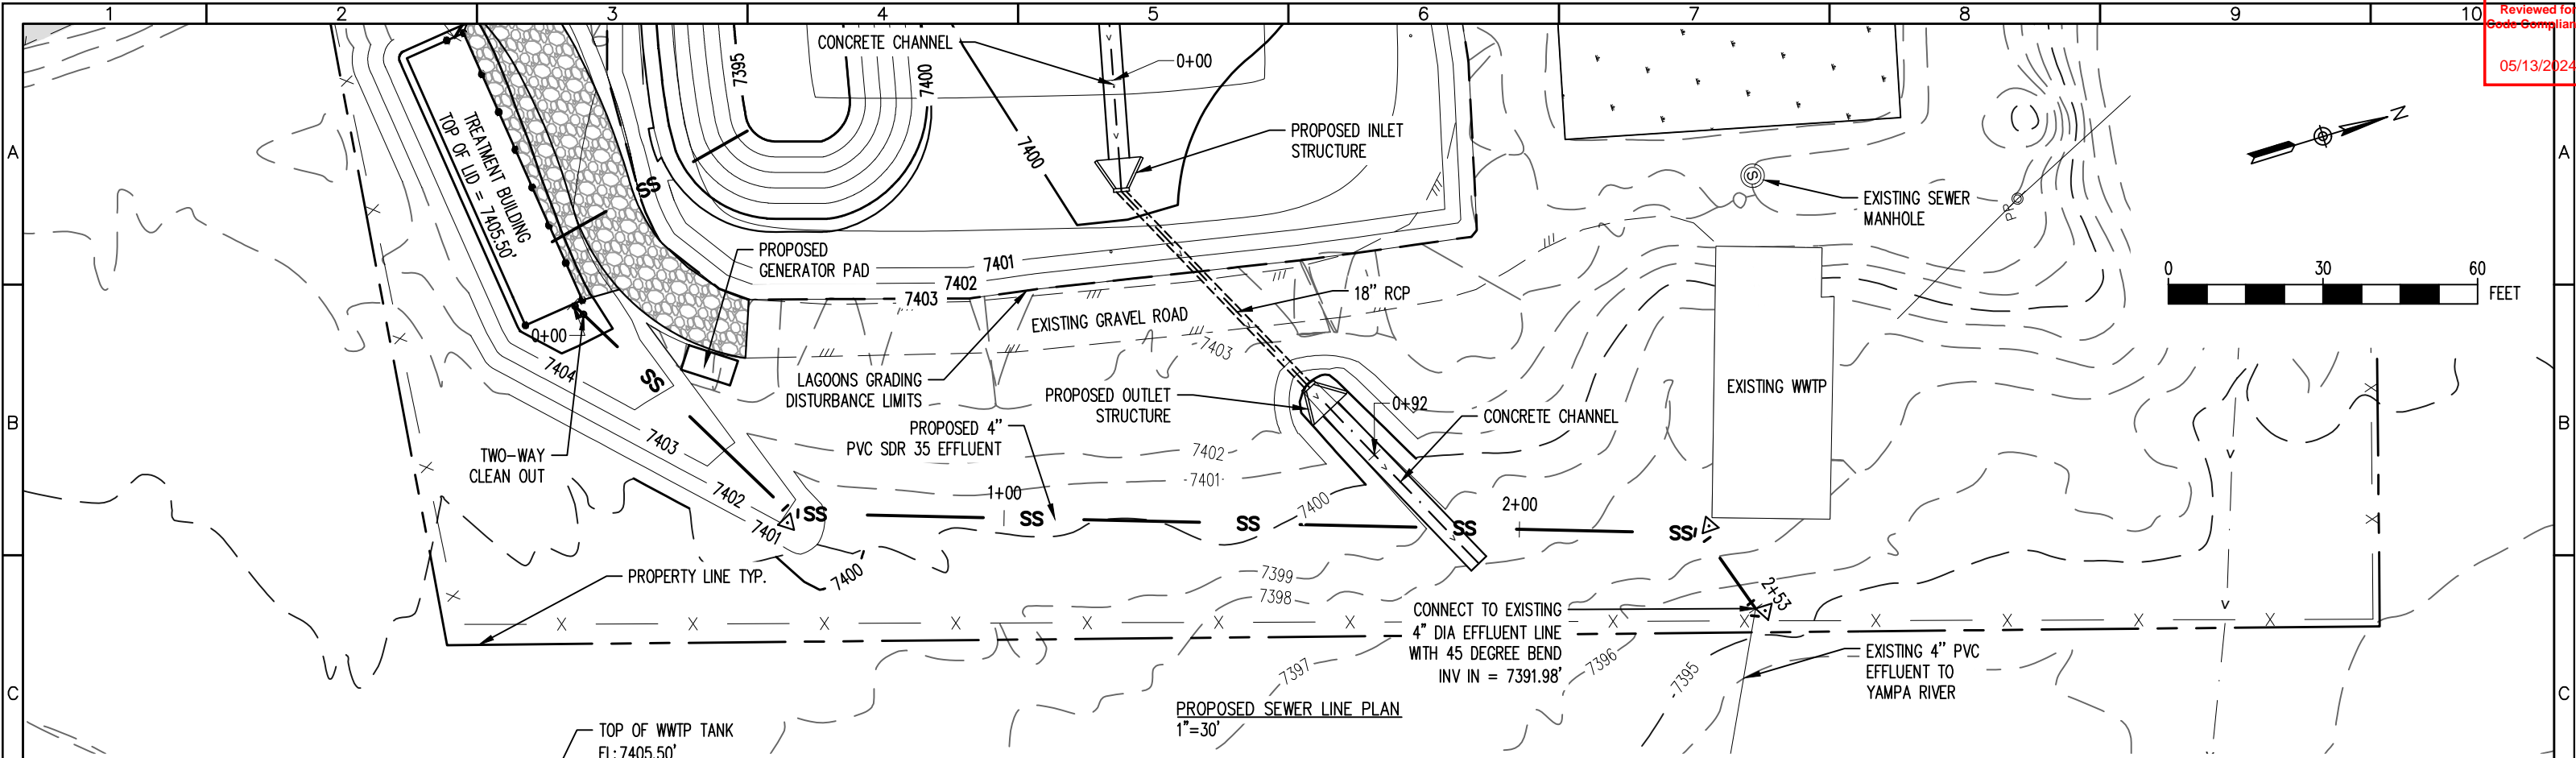 1 2 3 4 5 6 7 8 9 10
Reviewed for
Code Complian
05/13/2024
A
A
B
B
C
C
CONCRETE CHANNEL
0+00
7395
7400
7400
PROPOSED INLET
STRUCTURE
TREATMENT BUILDING
TOP OF LID = 7405.50'
SS
PROPOSED
GENERATOR PAD
7401
7402
7403
EXISTING SEWER
MANHOLE
S
PR
N
0 30 60
FEET
18" RCP
EXISTING GRAVEL ROAD
7403
0+00
7404
SS
LAGOONS GRADING
DISTURBANCE LIMITS
PROPOSED OUTLET
STRUCTURE
0+92
CONCRETE CHANNEL
EXISTING WWTP
PROPOSED 4"
PVC SDR 35 EFFLUENT
7403
7402
7401
TWO-WAY
CLEAN OUT
7402
7401
7400
1+00
2+00
SS
SS
SS
SS
SS
7400
PROPERTY LINE TYP.
7399
7398
2+53
CONNECT TO EXISTING
4" DIA EFFLUENT LINE
WITH 45 DEGREE BEND
INV IN = 7391.98'
7397
7396
7395
EXISTING 4" PVC
EFFLUENT TO
YAMPA RIVER
PROPOSED SEWER LINE PLAN
1"=30'
TOP OF WWTP TANK
EL: 7405.50'